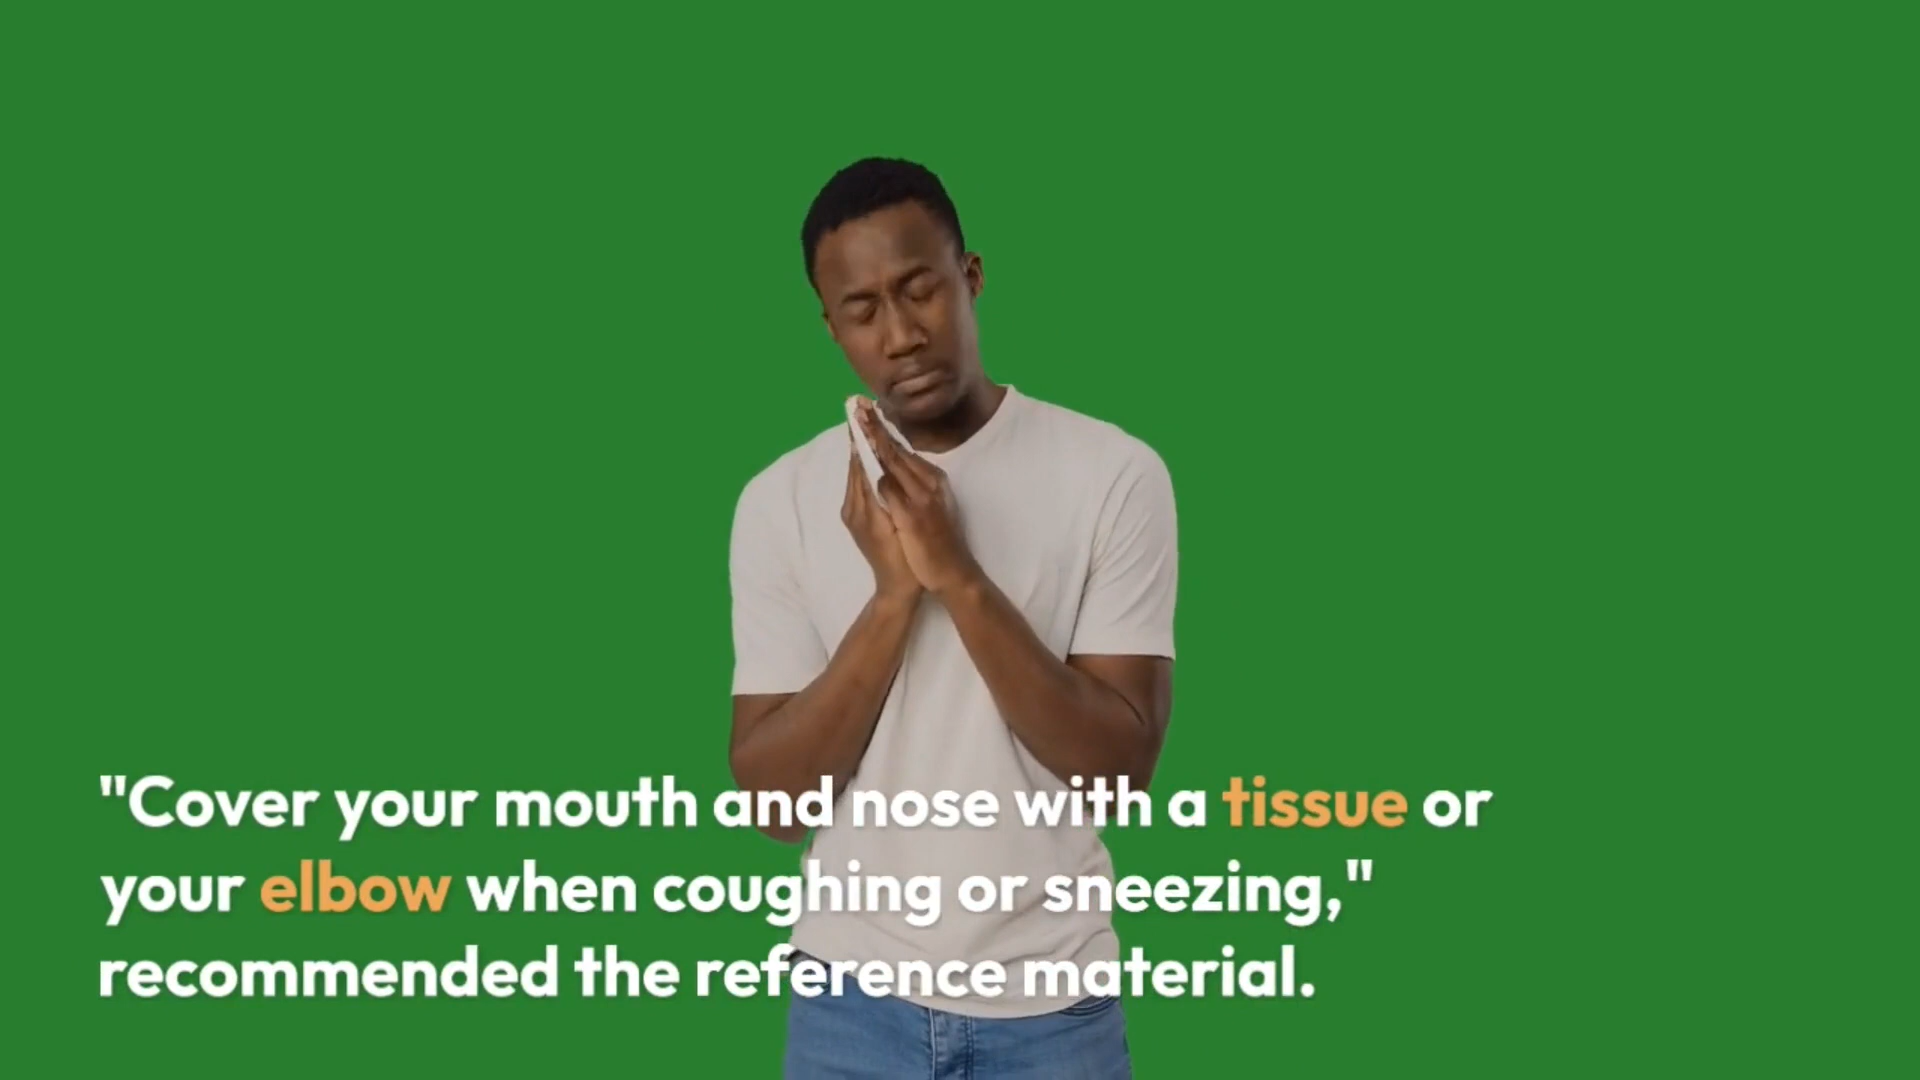 "Cover your mouth and nose with a tissue or
your elbow when coughing or sneezing,"
recommended the reference material.